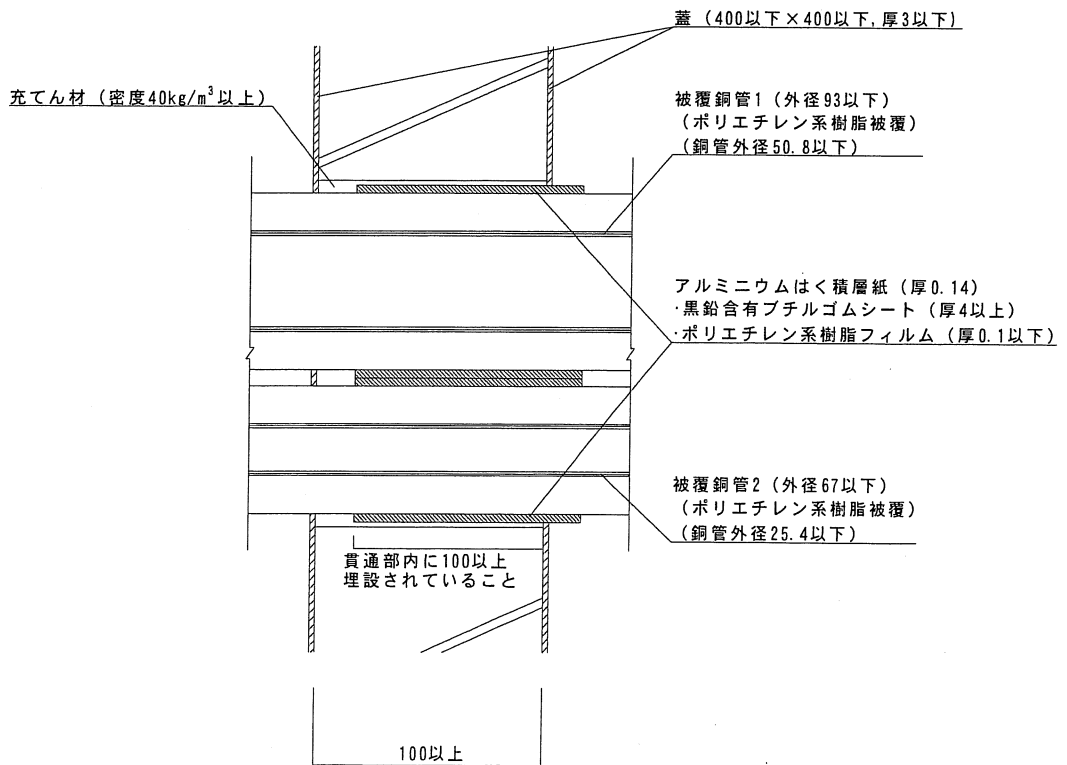 蓋（400以下×400以下，厚3以下）
充てん材（密度40kg/m³以上）
被覆銅管1（外径93以下）
（ポリエチレン系樹脂被覆）
（銅管外径50.8以下）
アルミニウムはく積層紙（厚0.14）
・黒鉛含有ブチルゴムシート（厚4以上）
・ポリエチレン系樹脂フィルム（厚0.1以下）
被覆銅管2（外径67以下）
（ポリエチレン系樹脂被覆）
（銅管外径25.4以下）
貫通部内に100以上
埋設されていること
100以上